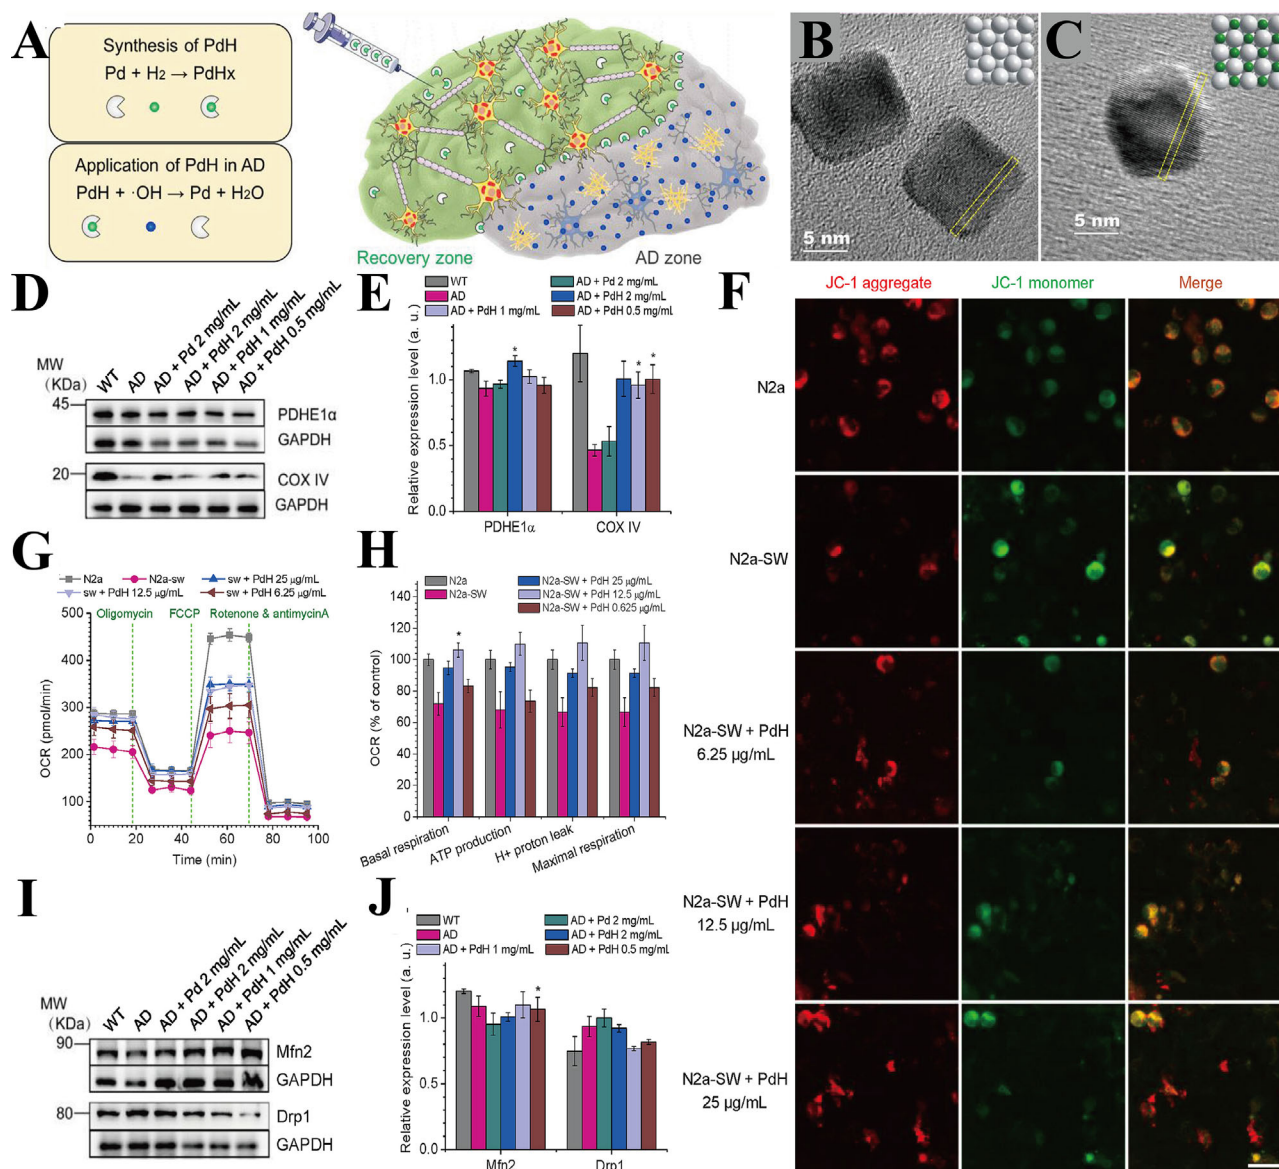 A
Synthesis of PdH
Pd + H2 → PdHx
Application of PdH in AD
PdH + ·OH → Pd + H2O
Recovery zone
AD zone
B
5 nm
C
5 nm
D
MW
(KDa)
WT
AD
AD + Pd 2 mg/mL
AD + PdH 2 mg/mL
AD + PdH 1 mg/mL
AD + PdH 0.5 mg/mL
45
PDHE1α
GAPDH
20
COX IV
GAPDH
E
WT
AD
AD + PdH 1 mg/mL
AD + Pd 2 mg/mL
AD + PdH 2 mg/mL
AD + PdH 0.5 mg/mL
Relative expression level (a. u.)
1.0
0.5
0.0
*
*
*
PDHE1α
COX IV
F
JC-1 aggregate
JC-1 monomer
Merge
N2a
N2a-SW
N2a-SW + PdH
6.25 µg/mL
N2a-SW + PdH
12.5 µg/mL
N2a-SW + PdH
25 µg/mL
G
N2a
N2a-sw
sw + PdH 25 µg/mL
sw + PdH 12.5 µg/mL
sw + PdH 6.25 µg/mL
Oligomycin
FCCP
Rotenone & antimycinA
OCR (pmol/min)
500
400
300
200
100
0
20
40
60
80
100
Time (min)
H
N2a
N2a-SW
N2a-SW + PdH 25 µg/mL
N2a-SW + PdH 12.5 µg/mL
N2a-SW + PdH 0.625 µg/mL
OCR (% of control)
140
120
100
80
60
40
20
0
*
Basal respiration
ATP production
H+ proton leak
Maximal respiration
I
MW
(KDa)
WT
AD
AD + Pd 2 mg/mL
AD + PdH 2 mg/mL
AD + PdH 1 mg/mL
AD + PdH 0.5 mg/mL
90
Mfn2
GAPDH
80
Drp1
GAPDH
J
WT
AD
AD + PdH 1 mg/mL
AD + Pd 2 mg/mL
AD + PdH 2 mg/mL
AD + PdH 0.5 mg/mL
Relative expression level (a. u.)
1.0
0.5
0.0
*
Mfn2
Drp1